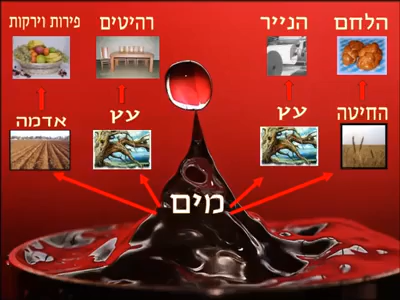 הלחם
הנייר
רהיטים
פירות וירקות
החיטה
עץ
עץ
אדמה
מים